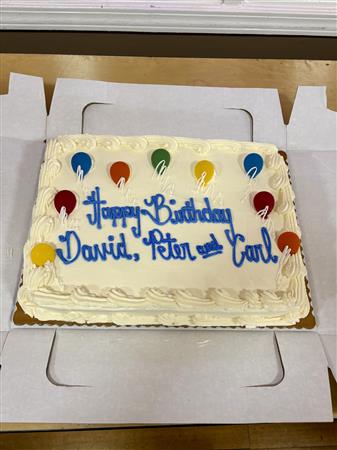 Happy Birthday
David, Peter and Carl